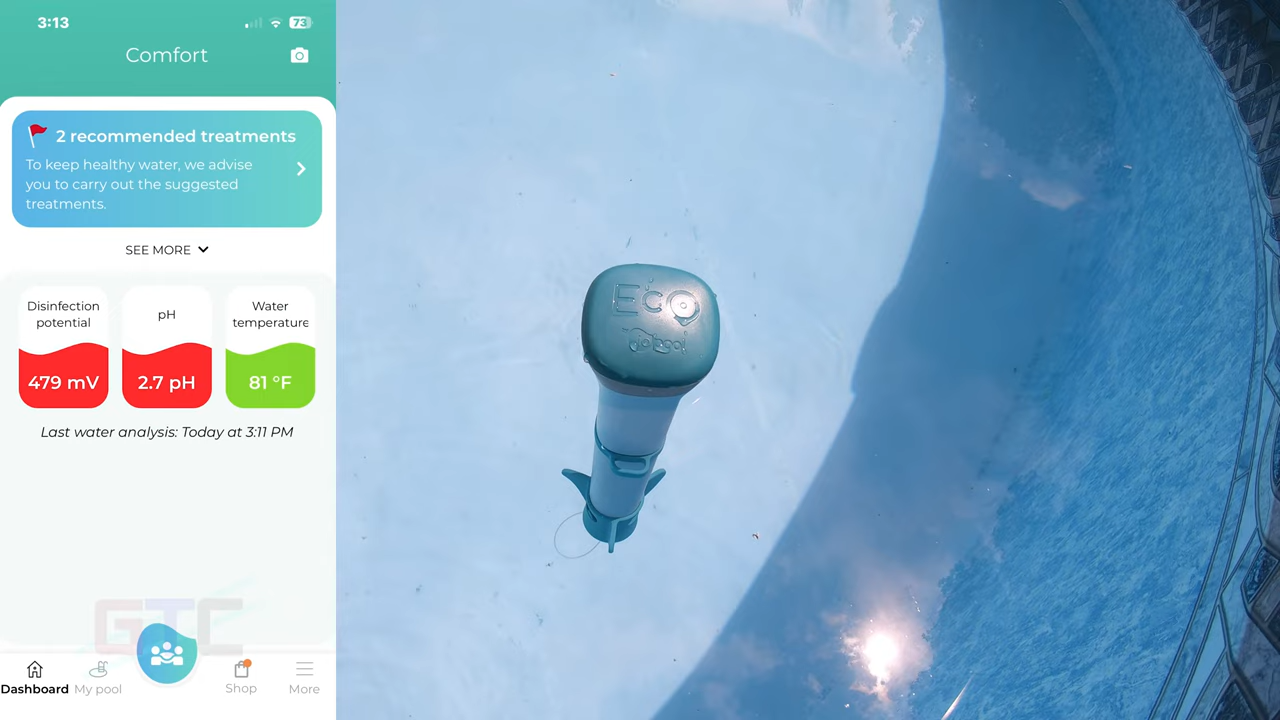 3:13
73
Comfort
2 recommended treatments
To keep healthy water, we advise
you to carry out the suggested
treatments.
SEE MORE
Disinfection
potential
479 mV
pH
2.7 pH
Water
temperature
81 °F
Last water analysis: Today at 3:11 PM
GTC
Dashboard
My pool
Shop
More
EcO